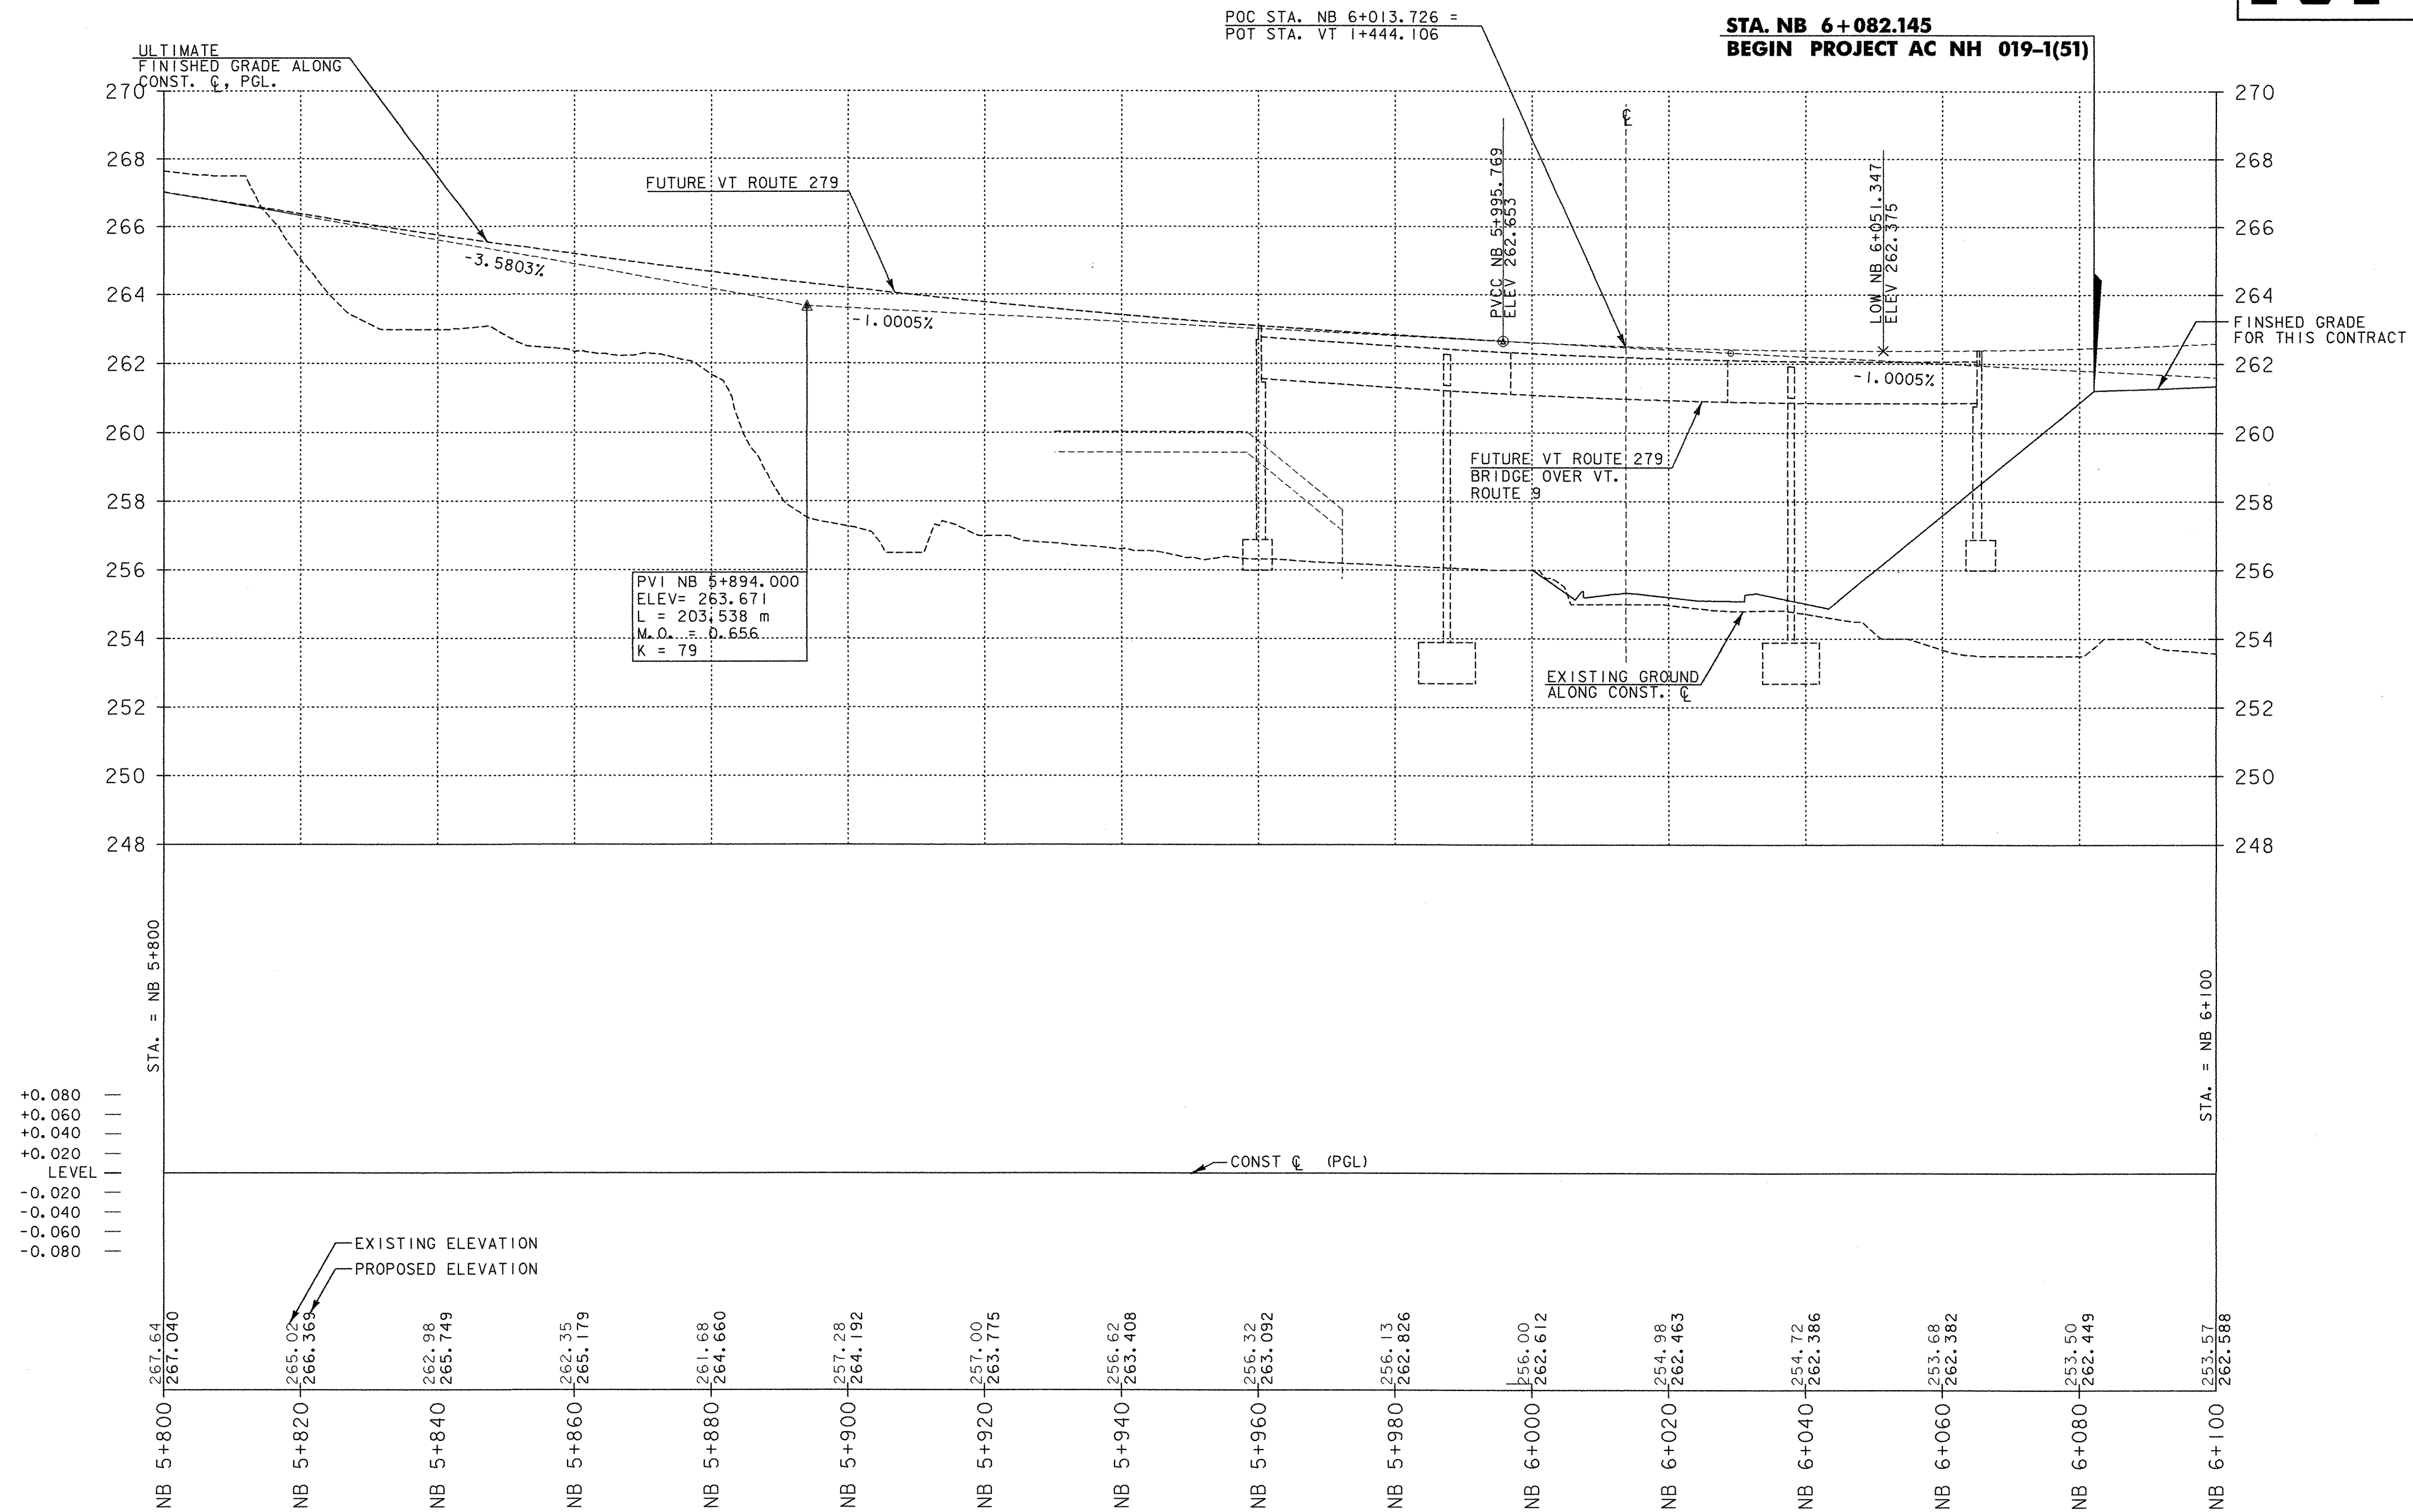 POC STA. NB 6+013.726 =
POT STA. VT 1+444.106
STA. NB 6+082.145
BEGIN PROJECT AC NH 019-1(51)
ULTIMATE
FINISHED GRADE ALONG
CONST. ℄, PGL.
270
268
266
264
262
260
258
256
254
252
250
248
270
268
266
264
262
260
258
256
254
252
250
248
FUTURE VT ROUTE 279
-3.5803%
-1.0005%
℄
PVCC NB 5+995.769
ELEV 262.653
LOW NB 6+051.347
ELEV 262.375
-1.0005%
FINSHED GRADE
FOR THIS CONTRACT
FUTURE VT ROUTE 279
BRIDGE OVER VT.
ROUTE 9
PVI NB 5+894.000
ELEV= 263.671
L = 203.538 m
M.O. = 0.656
K = 79
EXISTING GROUND
ALONG CONST. ℄
STA. = NB 5+800
STA. = NB 6+100
+0.080
+0.060
+0.040
+0.020
LEVEL
-0.020
-0.040
-0.060
-0.080
CONST ℄ (PGL)
EXISTING ELEVATION
PROPOSED ELEVATION
267.64
267.040
265.02
266.369
262.98
265.749
262.35
265.179
261.68
264.660
257.28
264.192
257.00
263.775
256.62
263.408
256.32
263.092
256.13
262.826
256.00
262.612
254.98
262.463
254.72
262.386
253.68
262.382
253.50
262.449
253.57
262.588
NB 5+800
NB 5+820
NB 5+840
NB 5+860
NB 5+880
NB 5+900
NB 5+920
NB 5+940
NB 5+960
NB 5+980
NB 6+000
NB 6+020
NB 6+040
NB 6+060
NB 6+080
NB 6+100